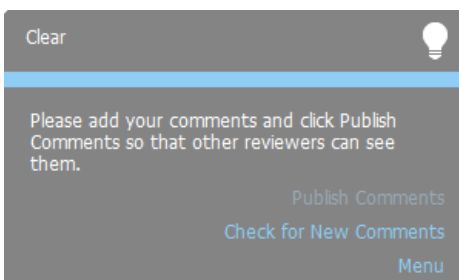 Clear
Please add your comments and click Publish
Comments so that other reviewers can see
them.
Publish Comments
Check for New Comments
Menu